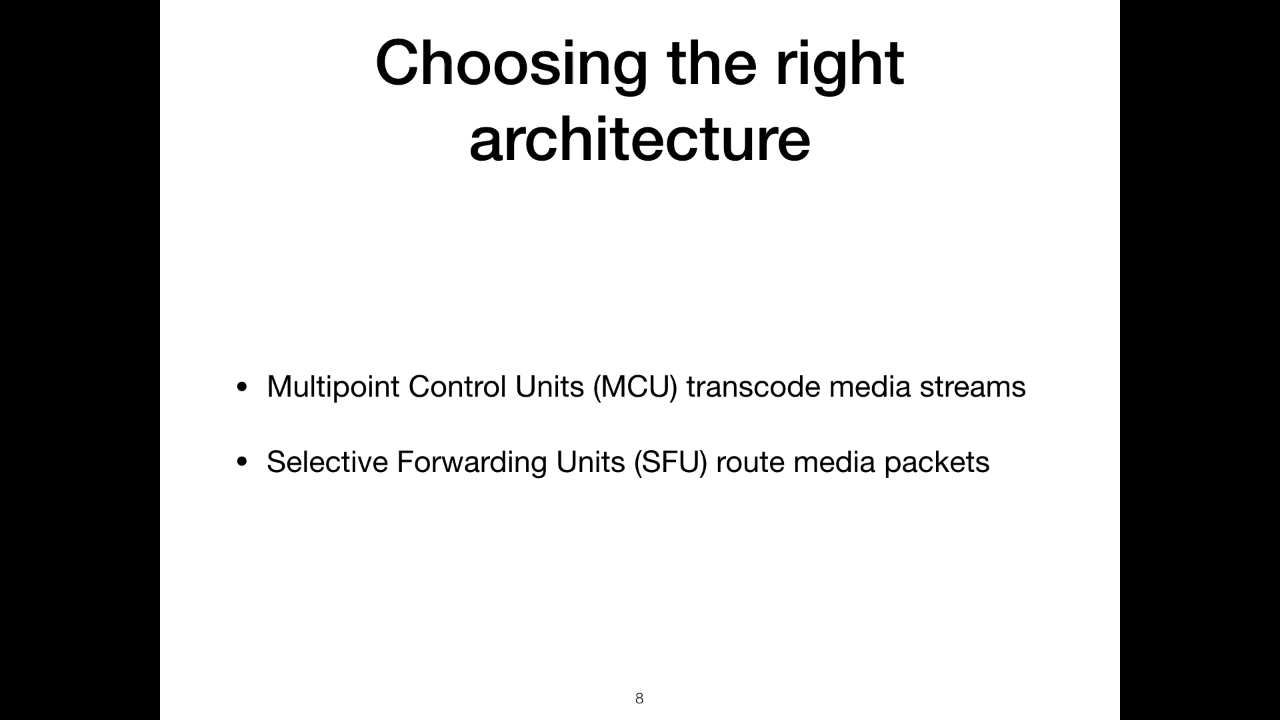 Choosing the right
architecture
• Multipoint Control Units (MCU) transcode media streams
• Selective Forwarding Units (SFU) route media packets
8